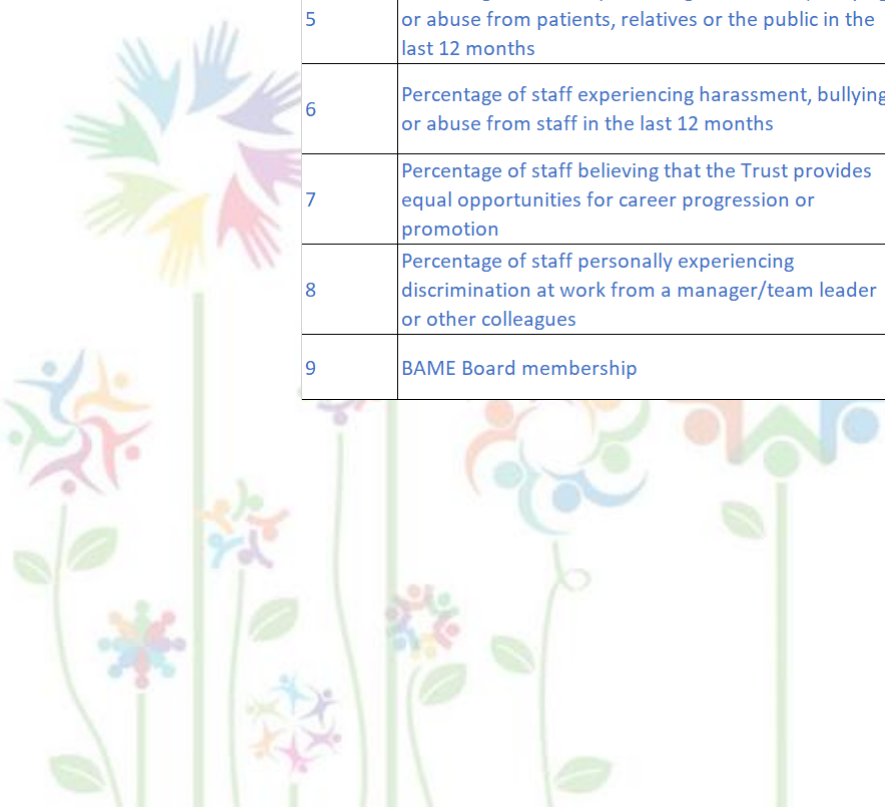 5
or abuse from patients, relatives or the public in the
last 12 months
6
Percentage of staff experiencing harassment, bullying
or abuse from staff in the last 12 months
7
Percentage of staff believing that the Trust provides
equal opportunities for career progression or
promotion
8
Percentage of staff personally experiencing
discrimination at work from a manager/team leader
or other colleagues
9
BAME Board membership